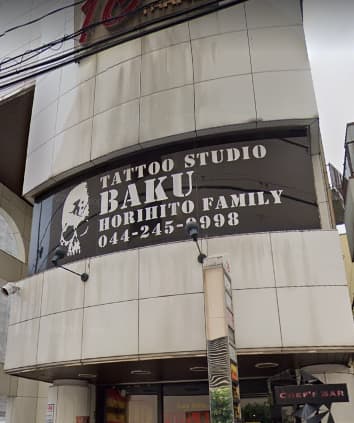 TATTOO STUDIO
BAKU
HORIHITO FAMILY
044-245-0998
CHEF'S BAR